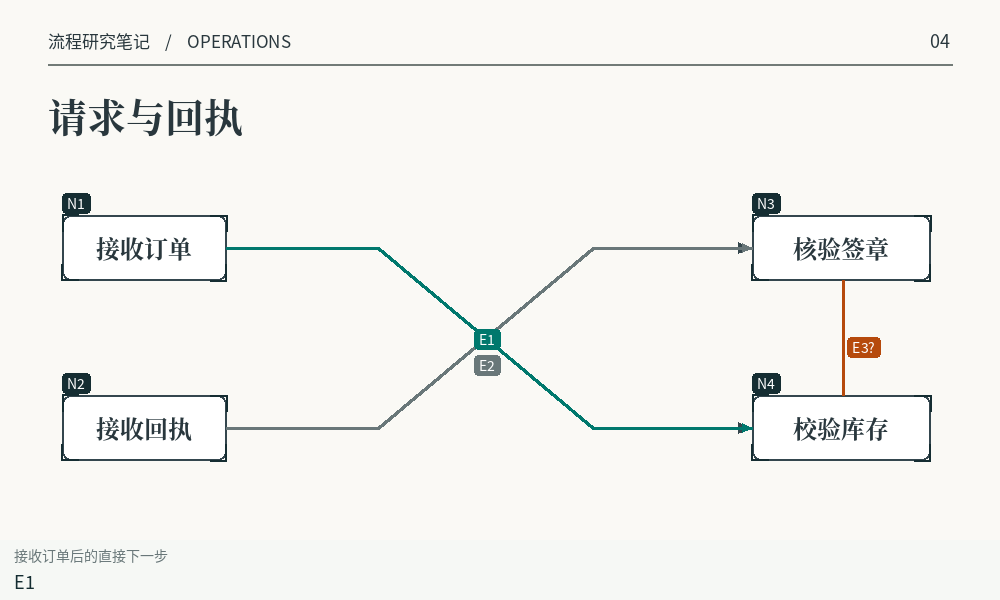 流程研究笔记 / OPERATIONS 04
请求与回执
N1
接收订单
N3
核验签章
E1
E2
E3?
N2
接收回执
N4
校验库存
接收订单后的直接下一步
E1